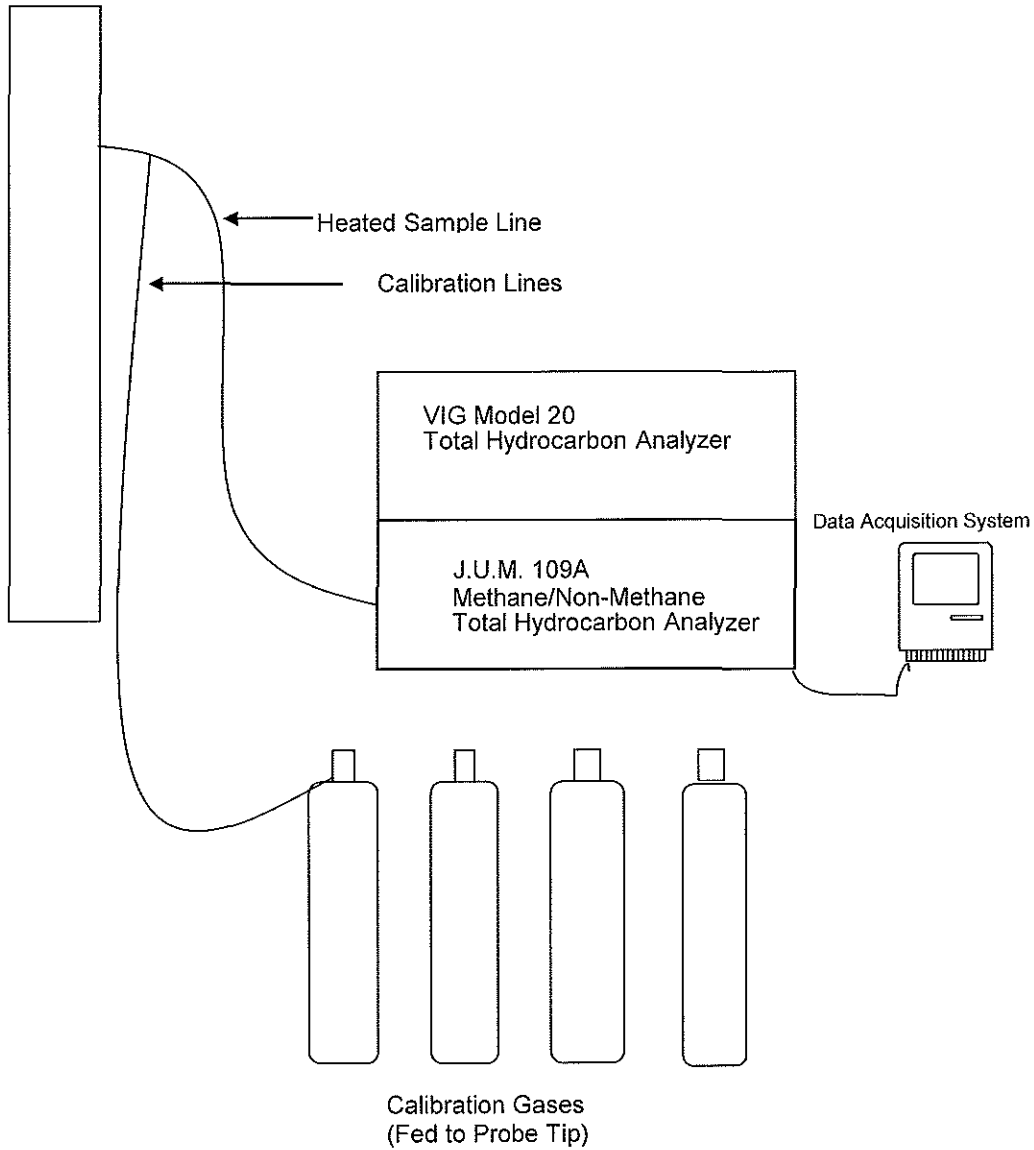 Heated Sample Line
Calibration Lines
VIG Model 20
Total Hydrocarbon Analyzer
Data Acquisition System
J.U.M. 109A
Methane/Non-Methane
Total Hydrocarbon Analyzer
Calibration Gases
(Fed to Probe Tip)